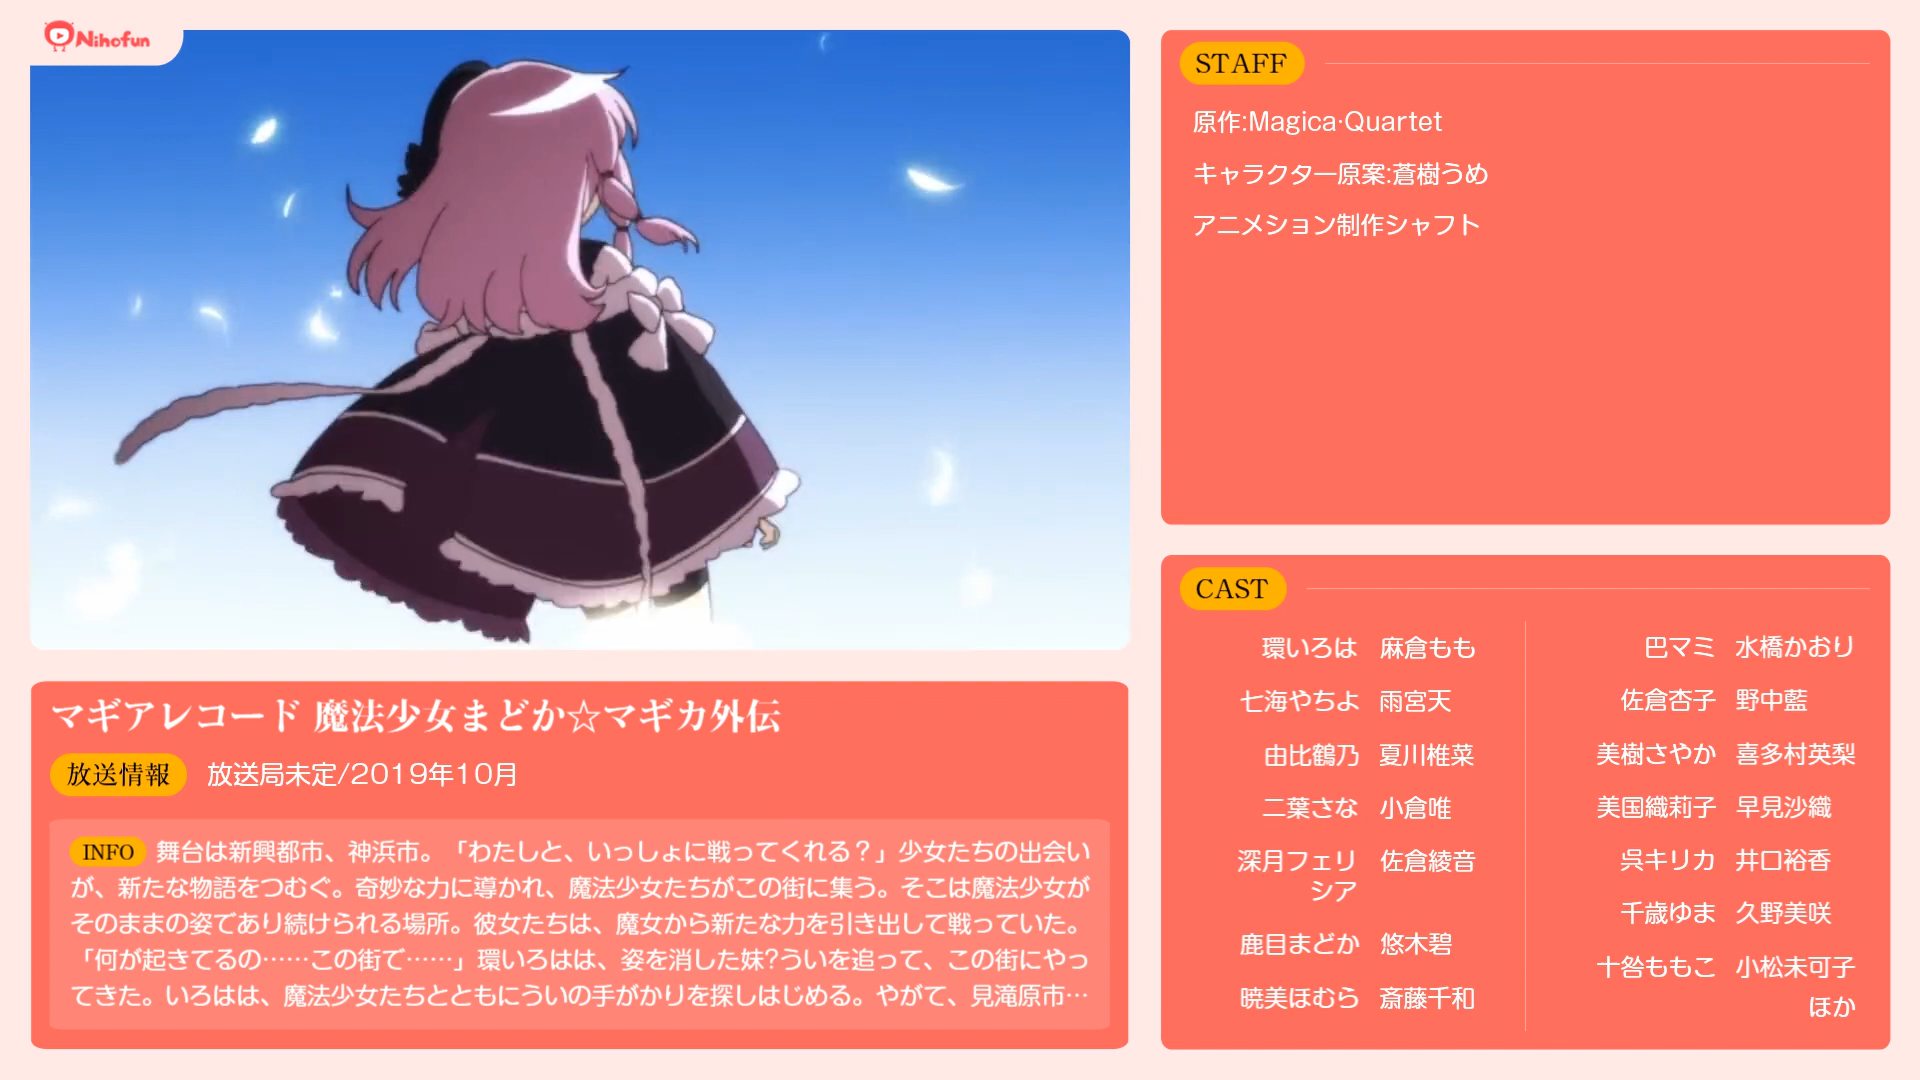 Nihofun
マギアレコード 魔法少女まどか☆マギカ外伝
放送情報 放送局未定/2019年10月
INFO 舞台は新興都市、神浜市。「わたしと、いっしょに戦ってくれる？」少女たちの出会い
が、新たな物語をつむぐ。奇妙な力に導かれ、魔法少女たちがこの街に集う。そこは魔法少女が
そのままの姿であり続けられる場所。彼女たちは、魔女から新たな力を引き出して戦っていた。
「何が起きてるの……この街で……」環いろはは、姿を消した妹?ういを追って、この街にやっ
てきた。いろはは、魔法少女たちとともにういの手がかりを探しはじめる。やがて、見滝原市…
STAFF
原作:Magica·Quartet
キャラクター原案:蒼樹うめ
アニメション制作シャフト
CAST
環いろは 麻倉もも
七海やちよ 雨宮天
由比鶴乃 夏川椎菜
二葉さな 小倉唯
深月フェリ 佐倉綾音
シア
鹿目まどか 悠木碧
暁美ほむら 斎藤千和
巴マミ 水橋かおり
佐倉杏子 野中藍
美樹さやか 喜多村英梨
美国織莉子 早見沙織
呉キリカ 井口裕香
千歳ゆま 久野美咲
十咎ももこ 小松未可子
ほか